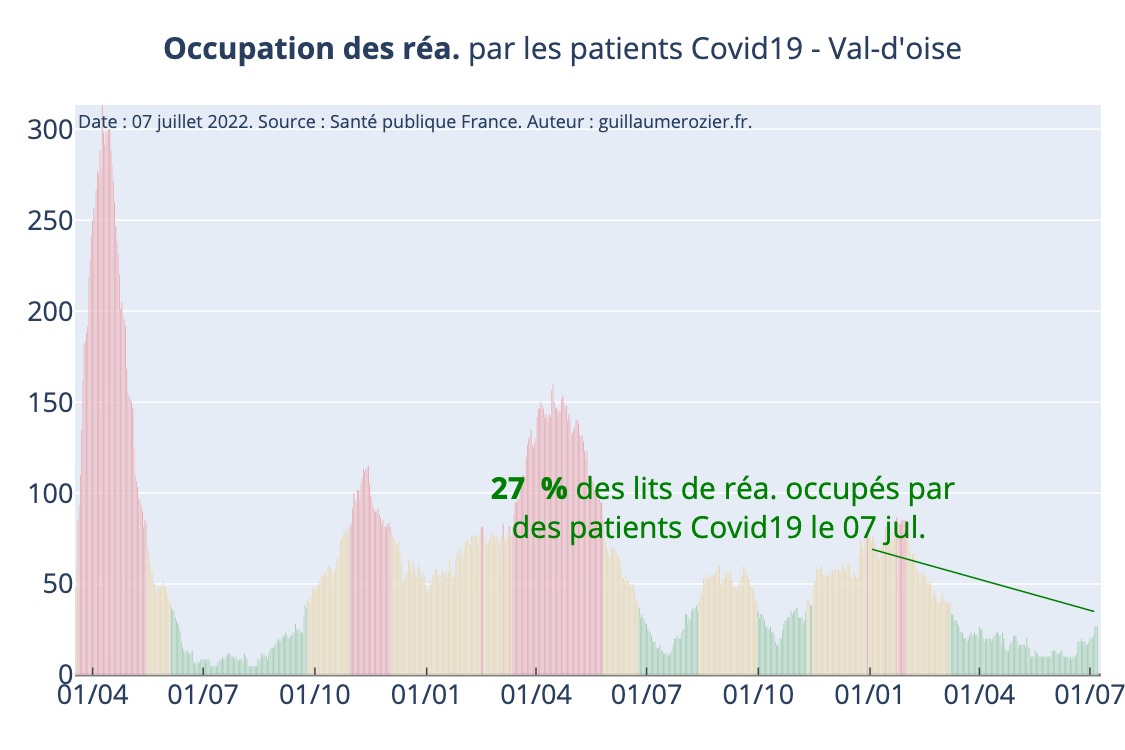 Occupation des réa. par les patients Covid19 - Val-d'oise
Date : 07 juillet 2022. Source : Santé publique France. Auteur : guillaumerozier.fr.
300
250
200
150
100
50
0
27 % des lits de réa. occupés par
des patients Covid19 le 07 jul.
01/04 01/07 01/10 01/01 01/04 01/07 01/10 01/01 01/04 01/07